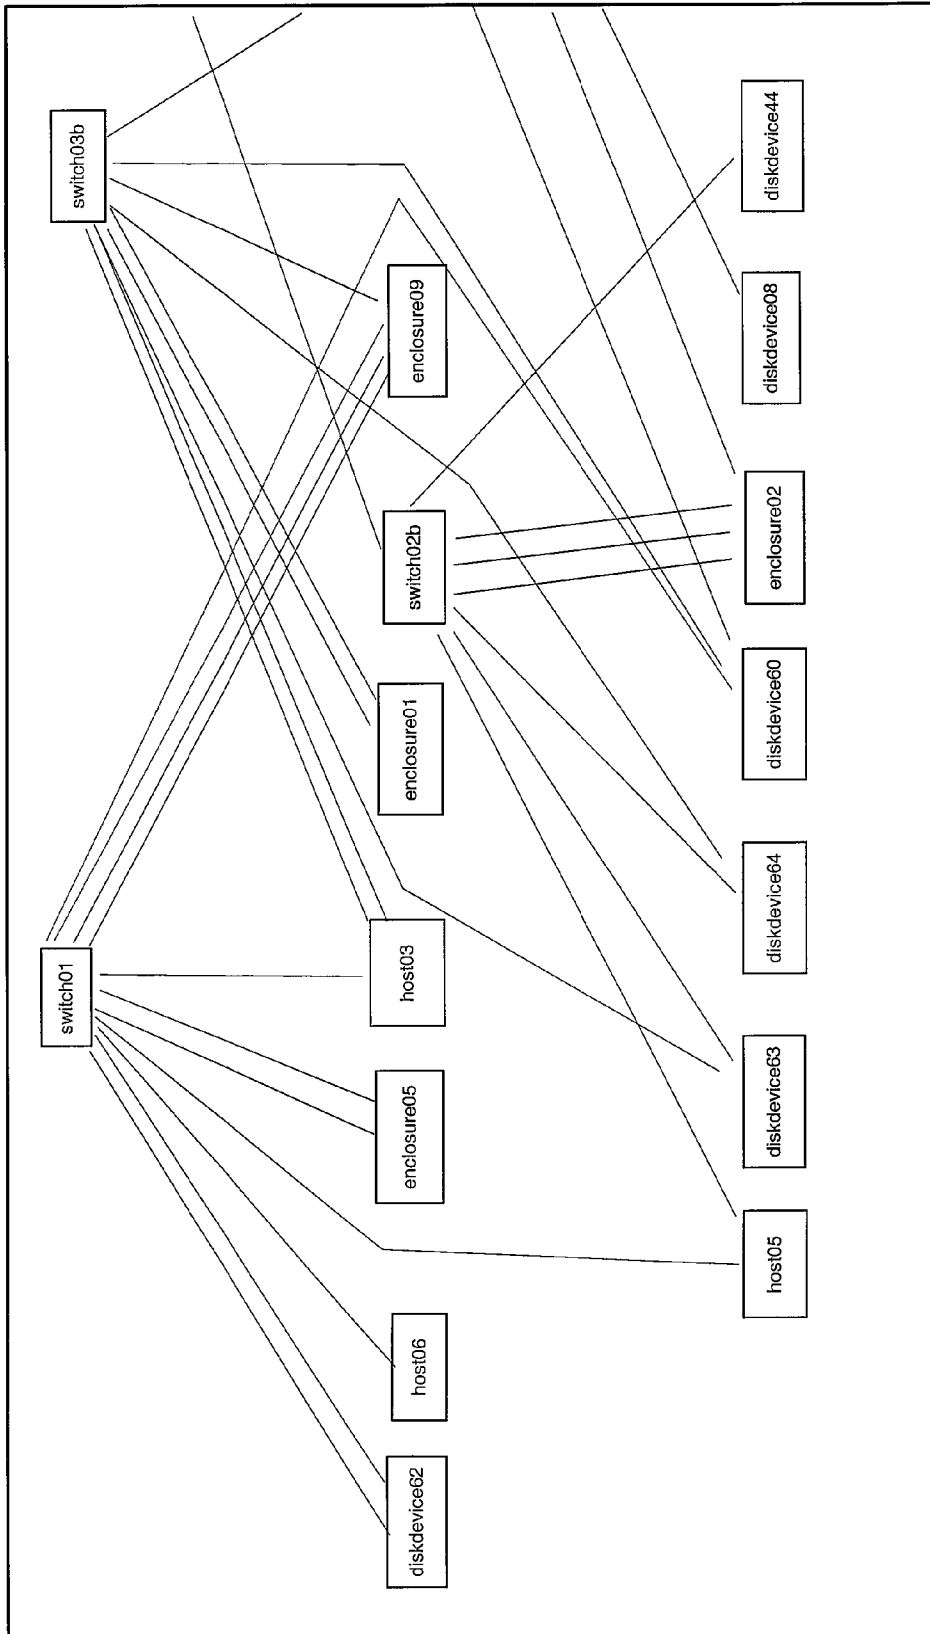 switch01
switch03b
diskdevice62
host06
enclosure05
host03
enclosure01
switch02b
enclosure09
host05
diskdevice63
diskdevice64
diskdevice60
enclosure02
diskdevice08
diskdevice44